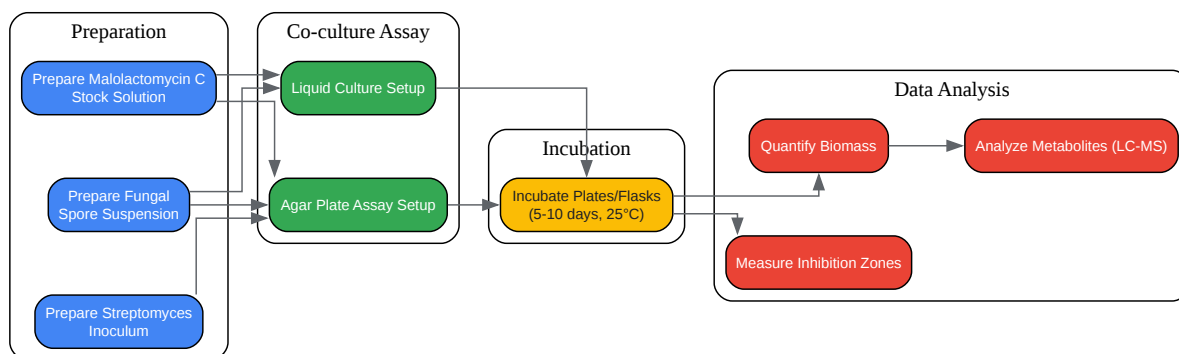 Preparation
Prepare Malolactomycin C
Stock Solution
Prepare Fungal
Spore Suspension
Prepare Streptomyces
Inoculum
Co-culture Assay
Liquid Culture Setup
Agar Plate Assay Setup
Incubation
Incubate Plates/Flasks
(5-10 days, 25°C)
Data Analysis
Quantify Biomass
Analyze Metabolites (LC-MS)
Measure Inhibition Zones